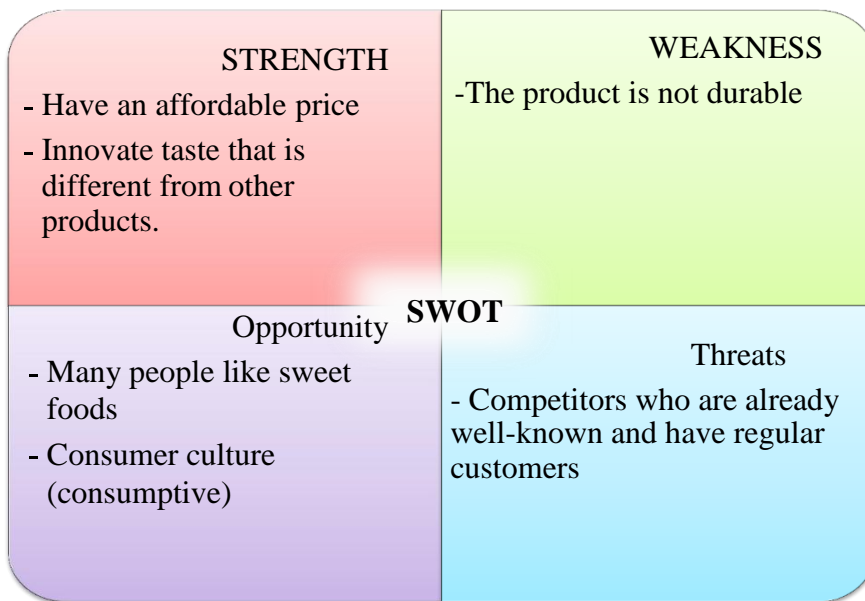 STRENGTH
- Have an affordable price
- Innovate taste that is
different from other
products.
WEAKNESS
-The product is not durable
SWOT
Opportunity
- Many people like sweet
foods
- Consumer culture
(consumptive)
Threats
- Competitors who are already
well-known and have regular
customers